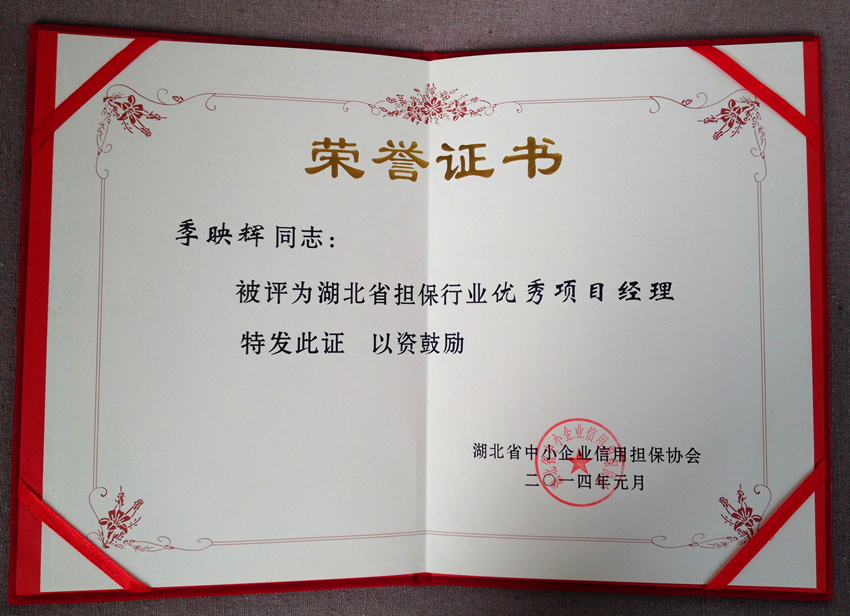 荣誉证书
季映辉同志：
被评为湖北省担保行业优秀项目经理
特发此证 以资鼓励
湖北省中小企业信用担保协会
二〇一四年元月